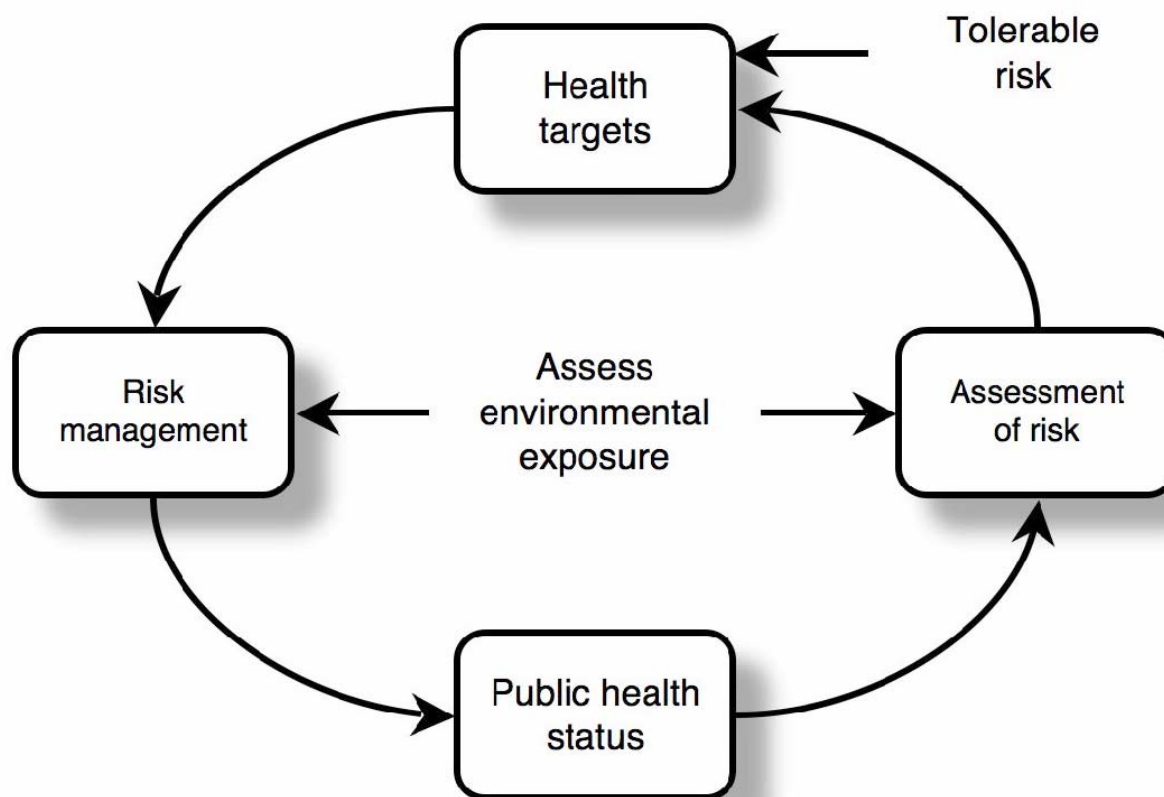 Tolerable
risk
Health
targets
Risk
management
Assess
environmental
exposure
Assessment
of risk
Public health
status